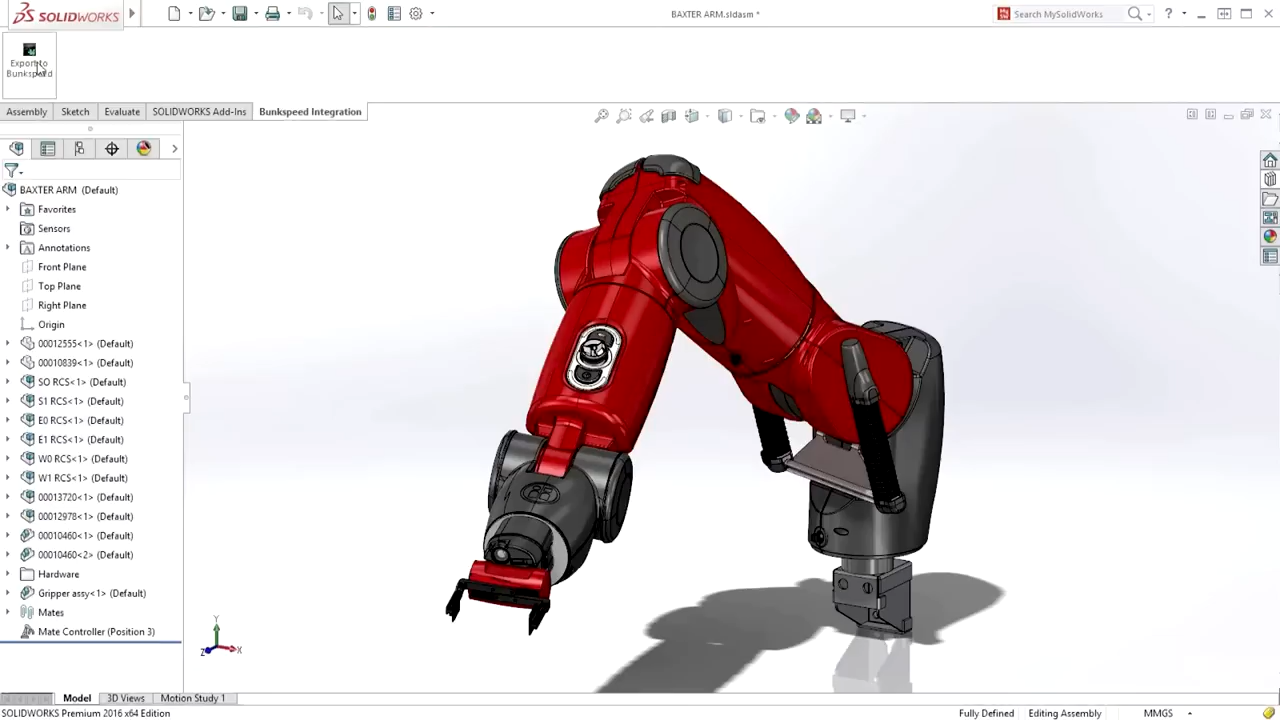 SOLIDWORKS
BAXTER ARM.sldasm *
Search MySolidWorks
?
Export to
Bunkspeed
Assembly
Sketch
Evaluate
SOLIDWORKS Add-Ins
Bunkspeed Integration
BAXTER ARM (Default)
Favorites
Sensors
Annotations
Front Plane
Top Plane
Right Plane
Origin
00012555<1> (Default)
00010839<1> (Default)
SO RCS<1> (Default)
S1 RCS<1> (Default)
E0 RCS<1> (Default)
E1 RCS<1> (Default)
W0 RCS<1> (Default)
W1 RCS<1> (Default)
00013720<1> (Default)
00012978<1> (Default)
00010460<1> (Default)
00010460<2> (Default)
Hardware
Gripper assy<1> (Default)
Mates
Mate Controller (Position 3)
Y
Z
X
Model
3D Views
Motion Study 1
SOLIDWORKS Premium 2016 x64 Edition
Fully Defined
Editing Assembly
MMGS